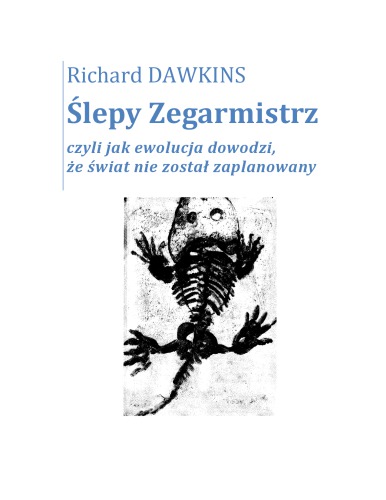 Richard DAWKINS
Ślepy Zegarmistrz
czyli jak ewolucja dowodzi,
że świat nie został zaplanowany